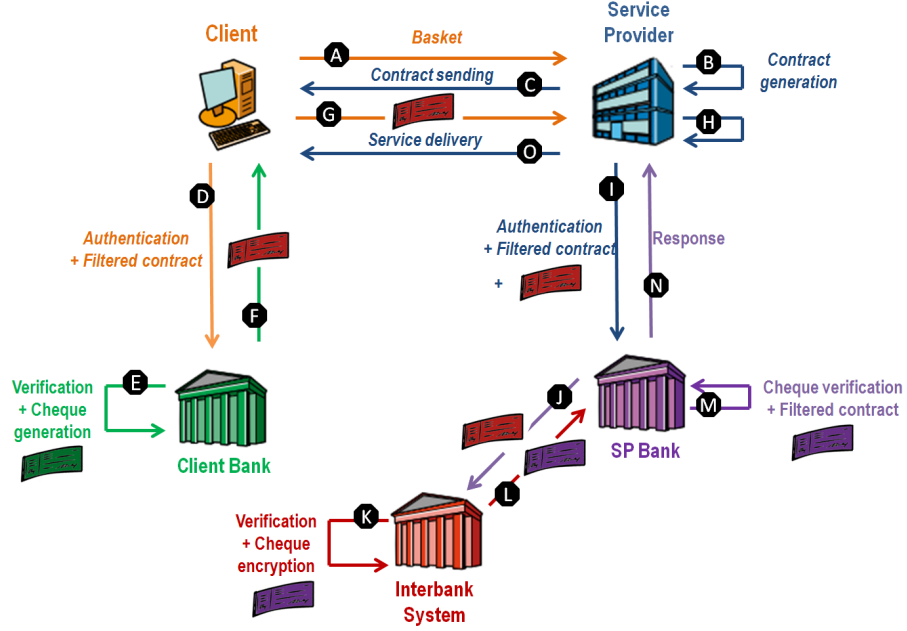 Client
Service
Provider
Basket
A
B
Contract
generation
Contract sending
C
G
H
Service delivery
O
D
I
Authentication
+ Filtered contract
Authentication
+ Filtered contract
+
Response
F
N
E
Verification
+ Cheque
generation
Client Bank
J
M
Cheque verification
+ Filtered contract
SP Bank
L
K
Verification
+ Cheque
encryption
Interbank
System